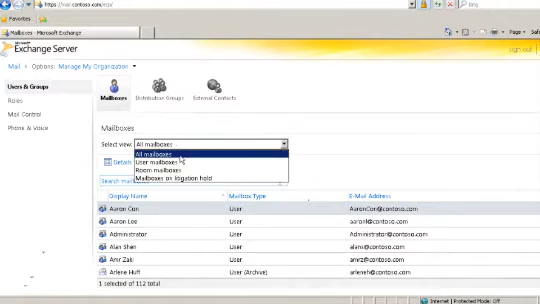 https://mail.contoso.com/ecp/
Bing
Favorites
Mailboxes - Microsoft Exchange
Page
Safe
Microsoft
Exchange Server
sign out
Mail
Options: Manage My Organization
Users & Groups
Roles
Mail Control
Phone & Voice
Mailboxes
Distribution Groups
External Contacts
Mailboxes
Select view:
All mailboxes
All mailboxes
User mailboxes
Room mailboxes
Mailboxes on litigation hold
Details
Search
Display Name
Mailbox Type
E-Mail Address
Aaron Con
User
AaronCon@contoso.com
Aaron Lee
User
aaronl@contoso.com
Administrator
User
Administrator@contoso.com
Alan Shen
User
alans@contoso.com
Amr Zaki
User
amrz@contoso.com
Arlene Huff
User (Archive)
arleneh@contoso.com
1 selected of 112 total
Internet | Protected Mode: Off